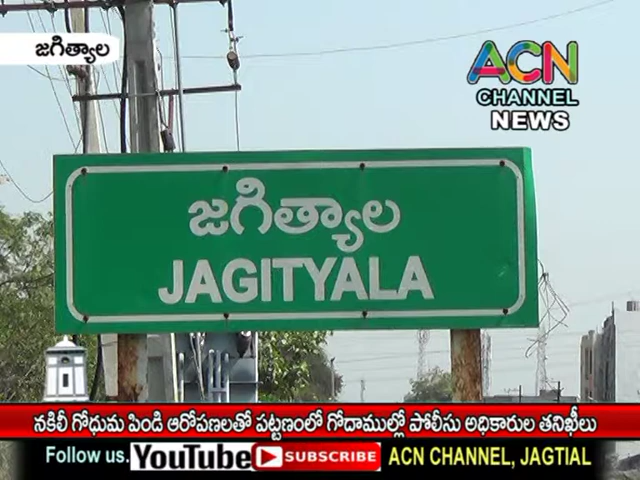 జగిత్యాల
ACN
CHANNEL
NEWS
జగిత్యాల
JAGITYALA
నకిలీ గోధుమ పిండి ఆరోపణలతో పట్టణంలో గోదాముల్లో పోలీసు అధికారుల తనిఖీలు
Follow us. YouTube SUBSCRIBE ACN CHANNEL, JAGTIAL